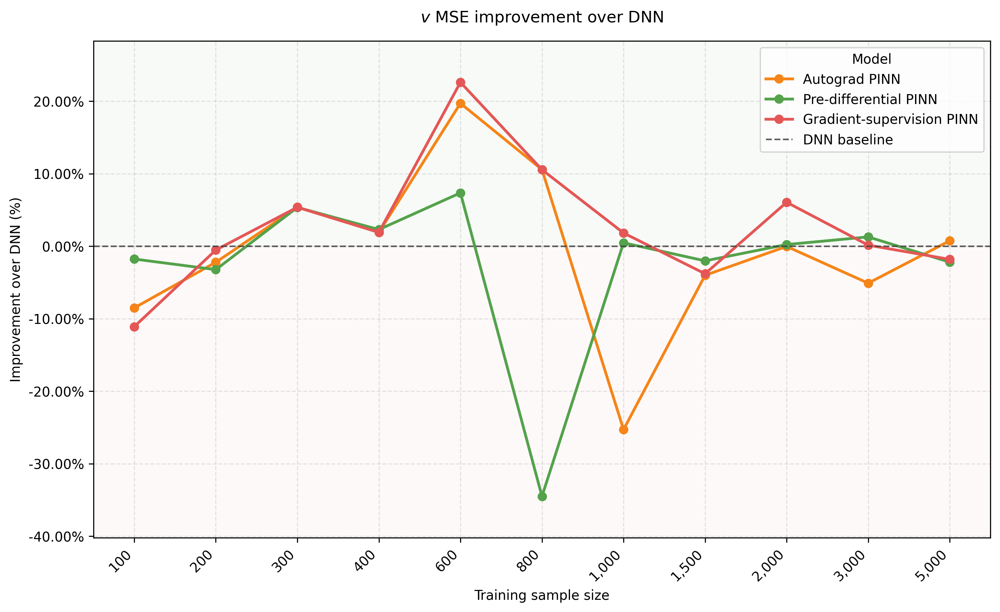 v MSE improvement over DNN
Model
Autograd PINN
Pre-differential PINN
Gradient-supervision PINN
DNN baseline
Improvement over DNN (%)
20.00%
10.00%
0.00%
-10.00%
-20.00%
-30.00%
-40.00%
100
200
300
400
600
800
1,000
1,500
2,000
3,000
5,000
Training sample size